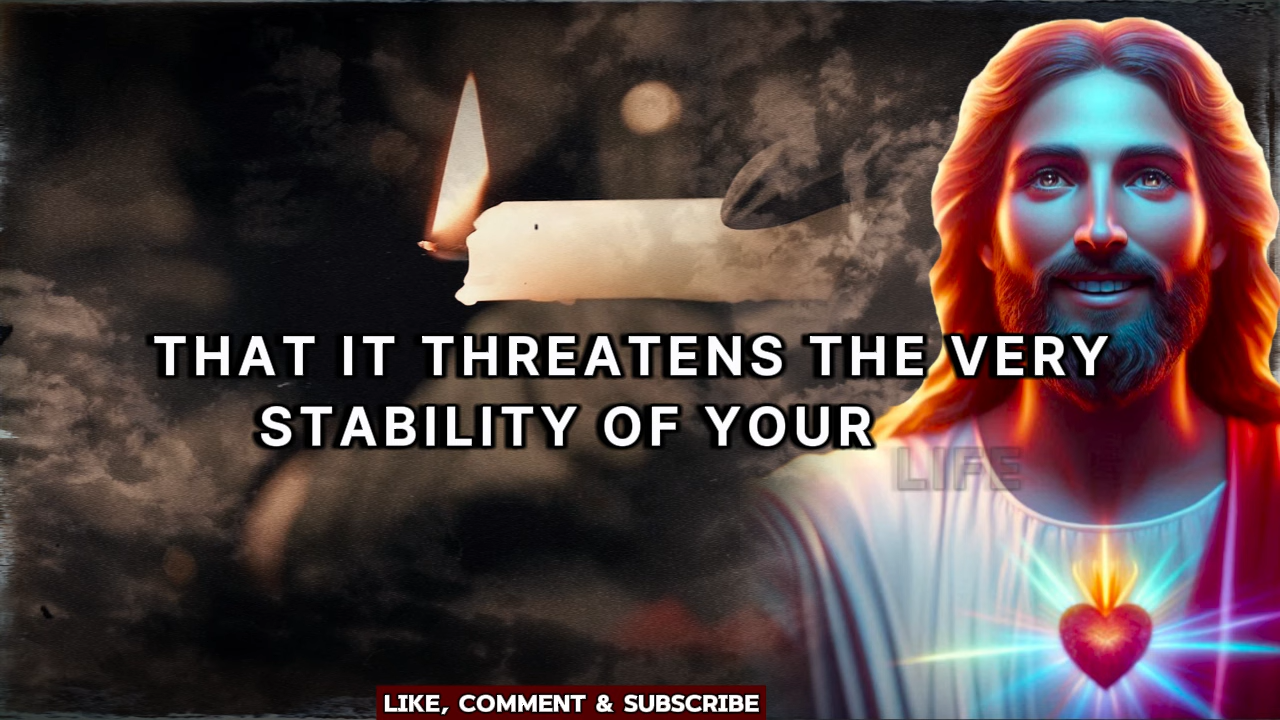 THAT IT THREATENS THE VERY
STABILITY OF YOUR
LIFE
LIKE, COMMENT & SUBSCRIBE